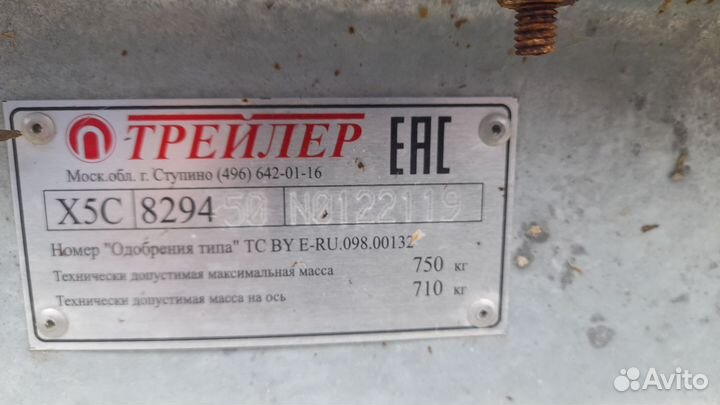 ТРЕЙЛЕР EAC
Моск.обл. г. Ступино (496) 642-01-16
X5C 8294 50 N0122119
Номер "Одобрения типа" ТС BY E-RU.098.00132
Технически допустимая максимальная масса 750 кг
Технически допустимая масса на ось 710 кг
Avito